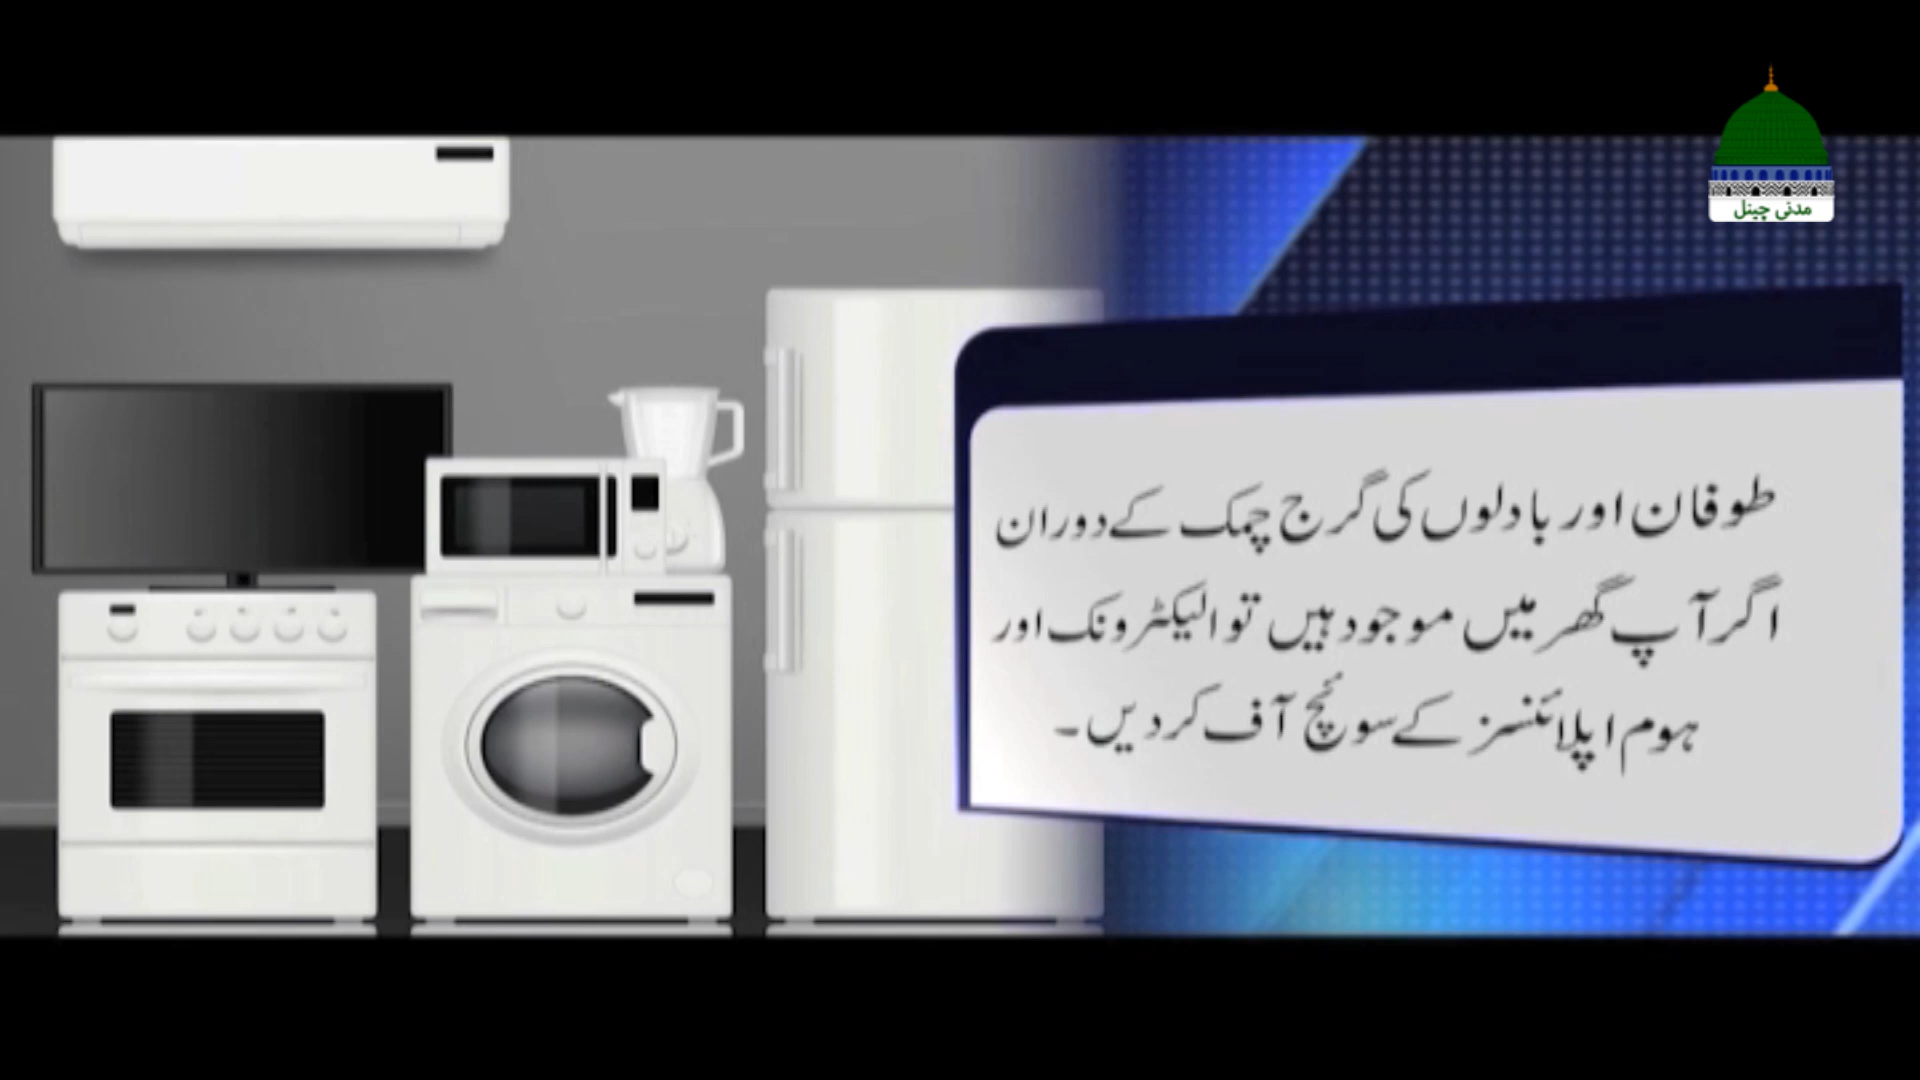 مدنی چینل
طوفان اور بادلوں کی گرج چمک کے دوران
اگر آپ گھر میں موجود ہیں تو الیکٹرونک اور
ہوم اپلائنسز کے سوئچ آف کر دیں۔